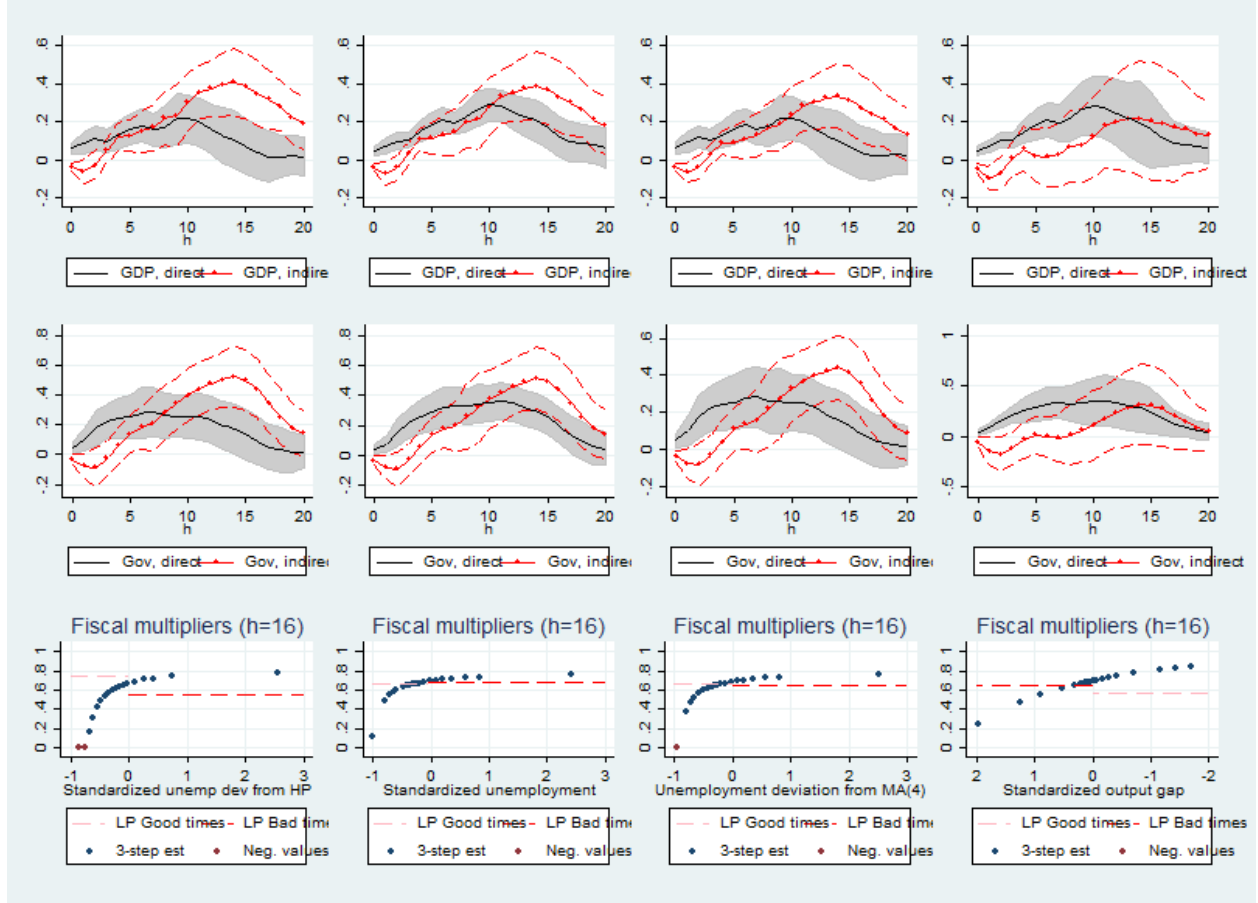 .6 .6 .6 .6
.4 .4 .4 .4
.2 .2 .2 .2
0 0 0 0
-.2 -.2 -.2 -.2
0 5 10 15 20 0 5 10 15 20 0 5 10 15 20 0 5 10 15 20
h h h h
GDP, direct GDP, indirec GDP, direct GDP, indirec GDP, direct GDP, indirec GDP, direct GDP, indirec
.8 .8 .6 1
.6 .6 .4 .5
.4 .4 .2 0
.2 .2 0 -.5
0 0 -.2
-.2 -.2
0 5 10 15 20 0 5 10 15 20 0 5 10 15 20 0 5 10 15 20
h h h h
Gov, direct Gov, indirec Gov, direct Gov, indirec Gov, direct Gov, indirec Gov, direct Gov, indirec
Fiscal multipliers (h=16) Fiscal multipliers (h=16) Fiscal multipliers (h=16) Fiscal multipliers (h=16)
1 1 1 1
.8 .8 .8 .8
.6 .6 .6 .6
.4 .4 .4 .4
.2 .2 .2 .2
0 0 0 0
-1 0 1 2 3 -1 0 1 2 3 -1 0 1 2 3 2 1 0 -1 -2
Standardized unemp dev from HP Standardized unemployment Unemployment deviation from MA(4) Standardized output gap
LP Good times LP Bad time LP Good times LP Bad time LP Good times LP Bad time LP Good times LP Bad time
3-step est Neg. values 3-step est Neg. values 3-step est Neg. values 3-step est Neg. values